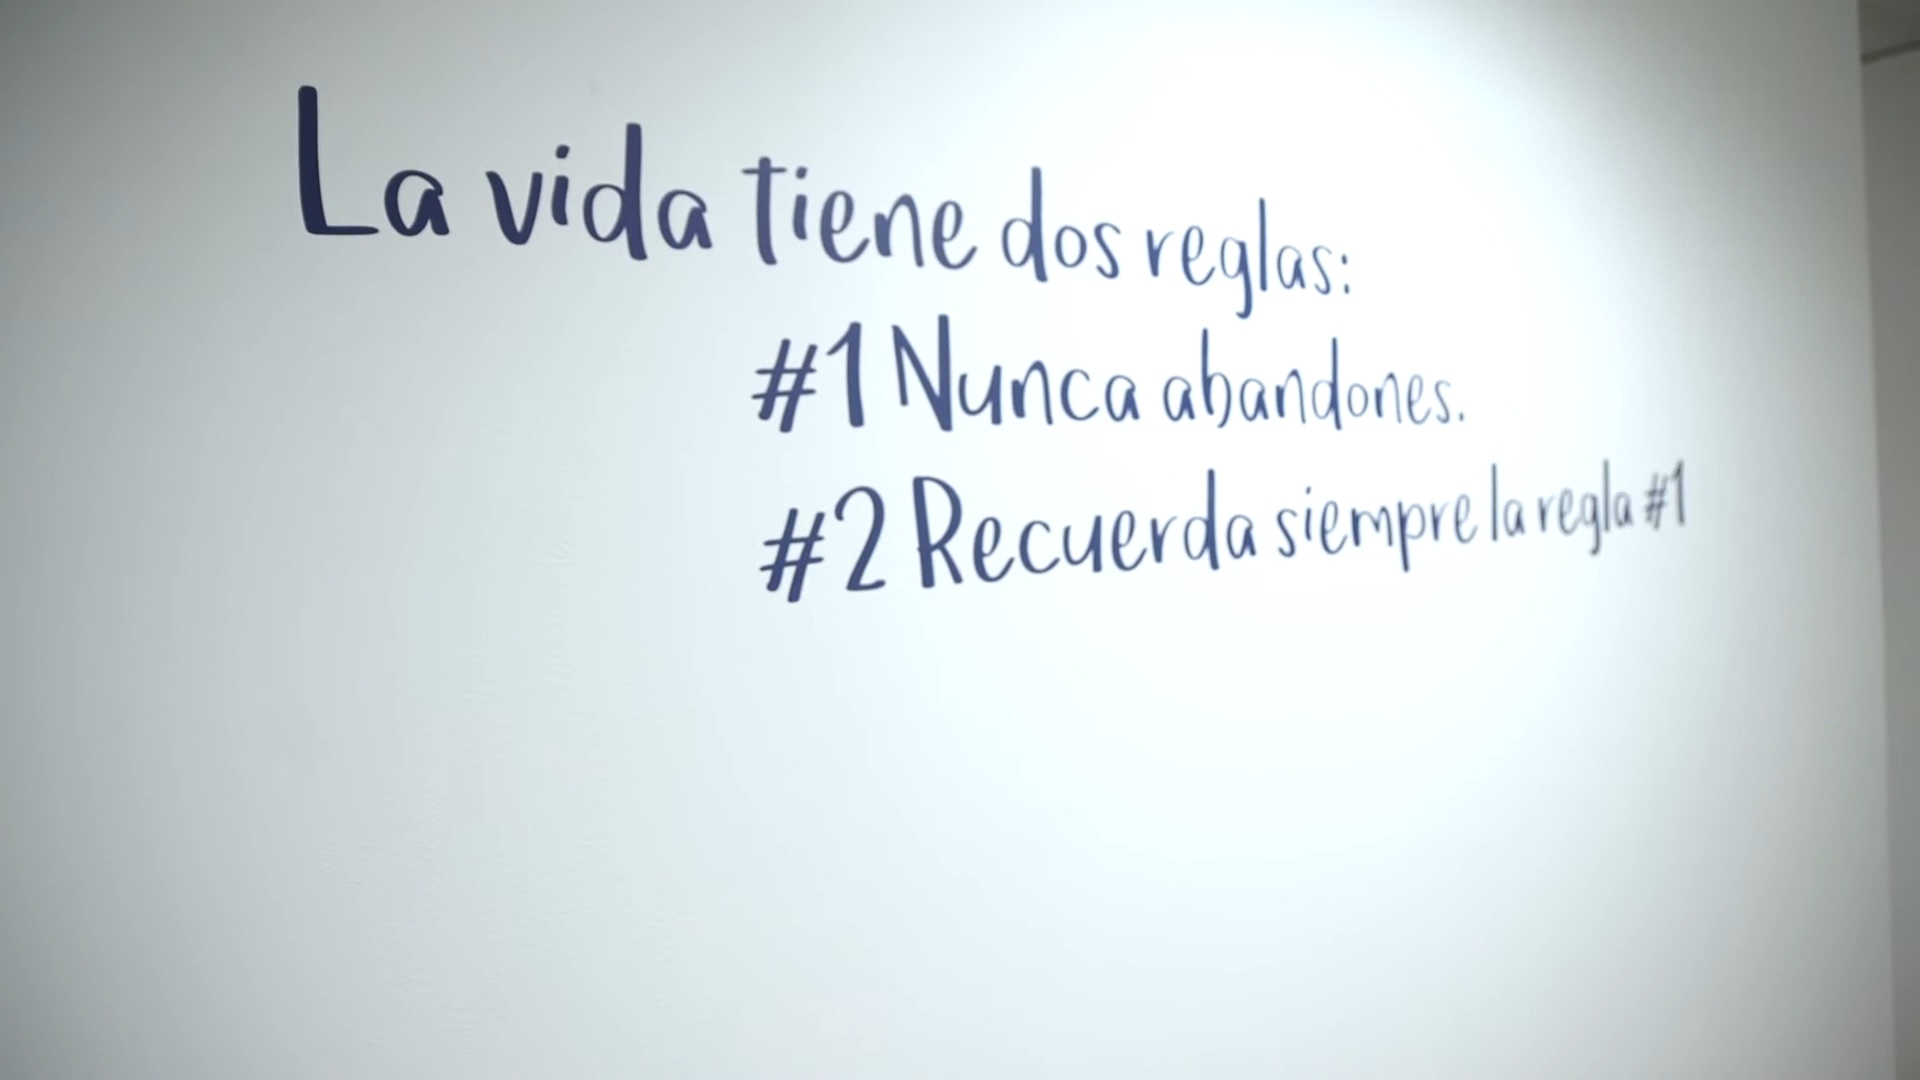 La vida tiene dos reglas:
#1 Nunca abandones.
#2 Recuerda siempre la regla #1